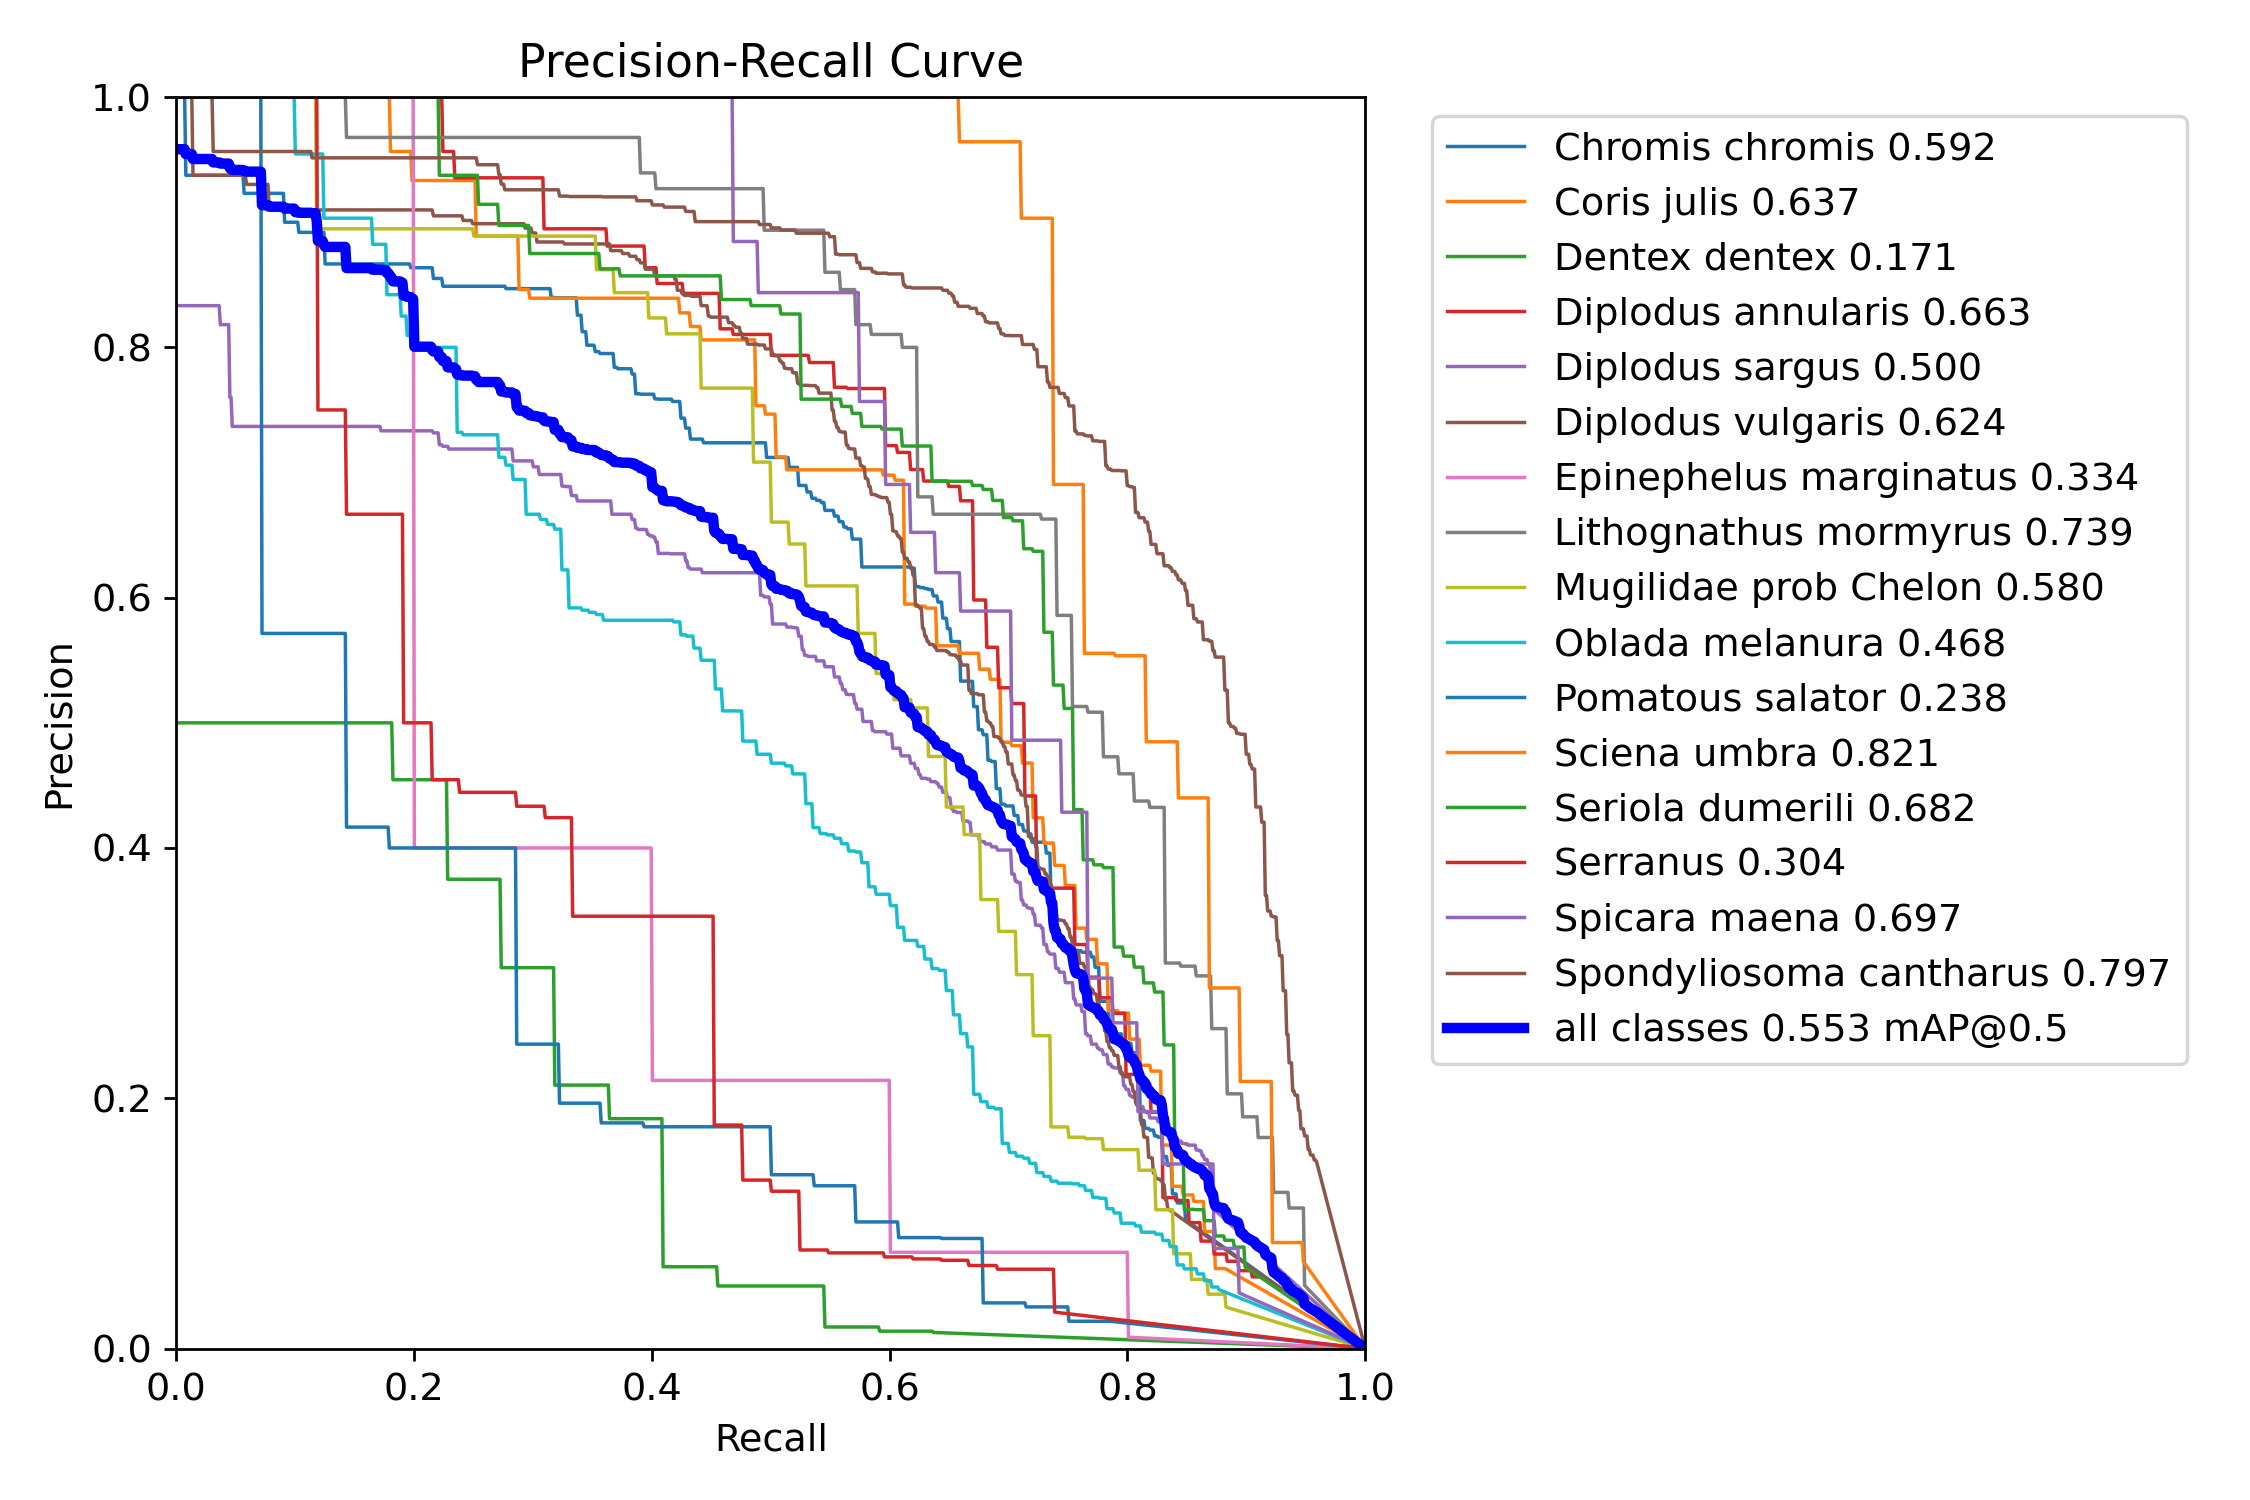 Precision-Recall Curve
1.0
0.8
0.6
0.4
0.2
0.0
Precision
0.0 0.2 0.4 0.6 0.8 1.0
Recall
Chromis chromis 0.592
Coris julis 0.637
Dentex dentex 0.171
Diplodus annularis 0.663
Diplodus sargus 0.500
Diplodus vulgaris 0.624
Epinephelus marginatus 0.334
Lithognathus mormyrus 0.739
Mugilidae prob Chelon 0.580
Oblada melanura 0.468
Pomatous salator 0.238
Sciena umbra 0.821
Seriola dumerili 0.682
Serranus 0.304
Spicara maena 0.697
Spondyliosoma cantharus 0.797
all classes 0.553 mAP@0.5